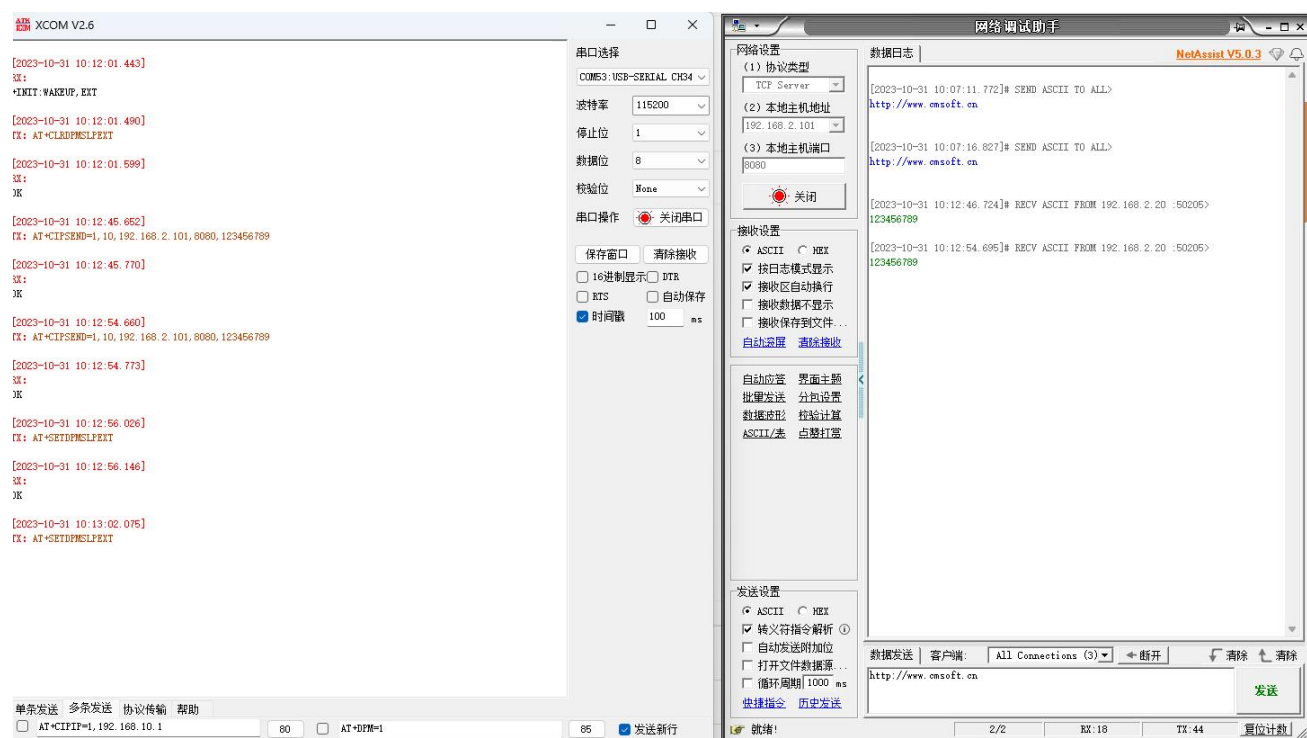 XCOM V2.6
[2023-10-31 10:12:01.443]
RX:
+INIT:WAKEUP,EXT
[2023-10-31 10:12:01.490]
TX: AT+CLRDPMSLPEXT
[2023-10-31 10:12:01.599]
RX:
OK
[2023-10-31 10:12:45.652]
TX: AT+CIPSEND=1,10,192.168.2.101,8080,123456789
[2023-10-31 10:12:45.770]
RX:
OK
[2023-10-31 10:12:54.660]
TX: AT+CIPSEND=1,10,192.168.2.101,8080,123456789
[2023-10-31 10:12:54.773]
RX:
OK
[2023-10-31 10:12:56.026]
TX: AT+SETDPMSLPEXT
[2023-10-31 10:12:56.146]
RX:
OK
[2023-10-31 10:13:02.075]
TX: AT+SETDPMSLPEXT
串口选择
COM53:USB-SERIAL CH34
波特率 115200
停止位 1
数据位 8
校验位 None
串口操作 关闭串口
保存窗口 清除接收
16进制显示 DTR
RTS 自动保存
时间戳 100 ms
单条发送 多条发送 协议传输 帮助
AT+CIPIP=1,192.168.10.1 80 AT+DPM=1 85 发送新行
网络调试助手
网络设置
(1) 协议类型
TCP Server
(2) 本地主机地址
192.168.2.101
(3) 本地主机端口
8080
关闭
接收设置
ASCII HEX
按日志模式显示
接收区自动换行
接收数据不显示
接收保存到文件...
自动滚屏 清除接收
自动应答 界面主题
批量发送 分包设置
数据波形 校验计算
ASCII/表 点赞打赏
发送设置
ASCII HEX
转义符指令解析
自动发送附加位
打开文件数据源...
循环周期 1000 ms
快捷指令 历史发送
数据日志 NetAssist V5.0.3
[2023-10-31 10:07:11.772]# SEND ASCII TO ALL>
http://www.cmsoft.cn
[2023-10-31 10:07:16.827]# SEND ASCII TO ALL>
http://www.cmsoft.cn
[2023-10-31 10:12:46.724]# RECV ASCII FROM 192.168.2.20 :50205>
123456789
[2023-10-31 10:12:54.695]# RECV ASCII FROM 192.168.2.20 :50205>
123456789
数据发送 客户端: All Connections (3) 断开 清除 清除
http://www.cmsoft.cn
发送
就绪! 2/2 RX:18 TX:44 复位计数